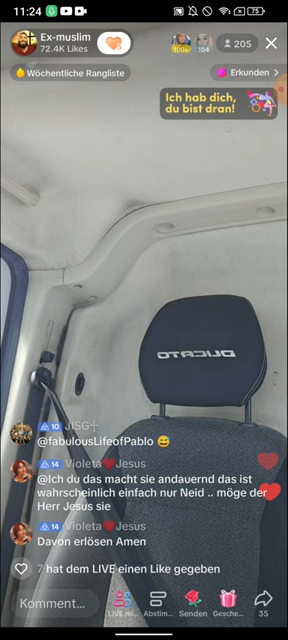 11:24
75
Ex-muslim
72.4K Likes
104
205
Wöchentliche Rangliste
Erkunden >
Ich hab dich,
du bist dran!
DUCATO
10 JISG
@fabulousLifeofPablo 😅
14 Violeta❤️Jesus
@Ich du das macht sie andauernd das ist
wahrscheinlich einfach nur Neid .. möge der
Herr Jesus sie
14 Violeta❤️Jesus
Davon erlösen Amen
7 hat dem LIVE einen Like gegeben
Komment...
LIVE mi...
Abstim...
Senden
Gesche...
35